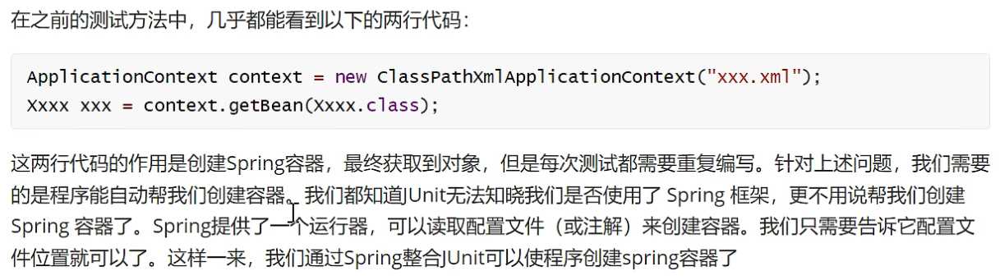 在之前的测试方法中，几乎都能看到以下的两行代码：
ApplicationContext context = new ClassPathXmlApplicationContext("xxx.xml");
Xxxx xxx = context.getBean(Xxxx.class);
这两行代码的作用是创建Spring容器，最终获取到对象，但是每次测试都需要重复编写。针对上述问题，我们需要
的是程序能自动帮我们创建容器。我们都知道JUnit无法知晓我们是否使用了 Spring 框架，更不用说帮我们创建
Spring 容器了。Spring提供了一个运行器，可以读取配置文件（或注解）来创建容器。我们只需要告诉它配置文
件位置就可以了。这样一来，我们通过Spring整合JUnit可以使程序创建spring容器了